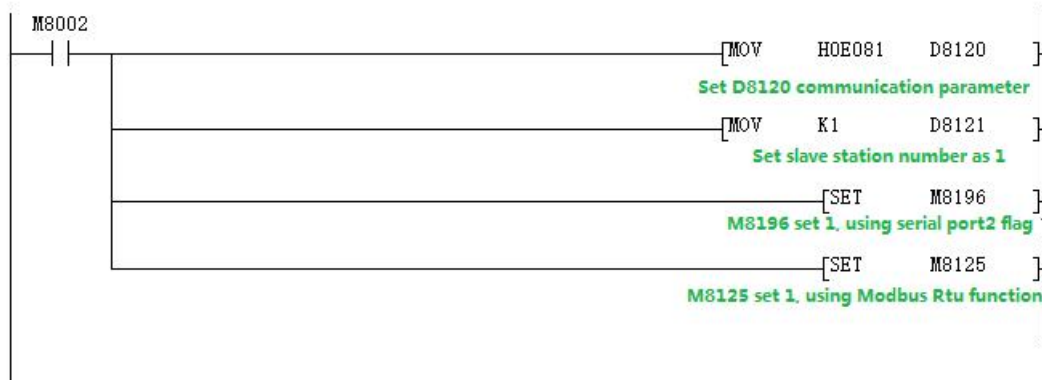 M8002
[MOV H0E081 D8120 ]
Set D8120 communication parameter
[MOV K1 D8121 ]
Set slave station number as 1
[SET M8196 ]
M8196 set 1, using serial port2 flag
[SET M8125 ]
M8125 set 1, using Modbus Rtu function